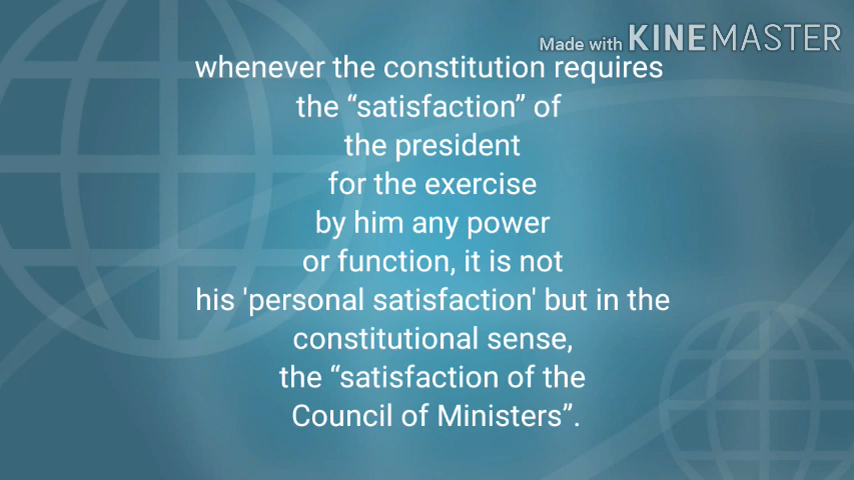 Made with KINEMASTER
whenever the constitution requires
the “satisfaction” of
the president
for the exercise
by him any power
or function, it is not
his 'personal satisfaction' but in the
constitutional sense,
the “satisfaction of the
Council of Ministers”.